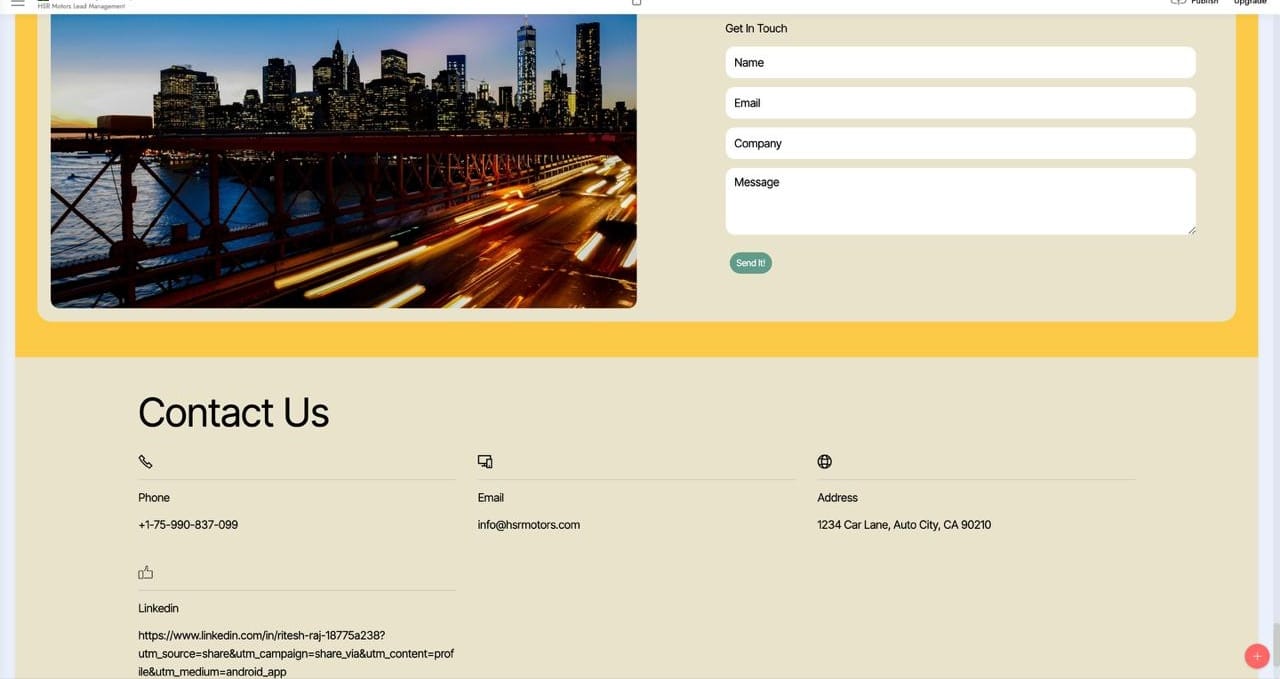 HSR Motors Lead Management
Publish
Upgrade
Get In Touch
Name
Email
Company
Message
Send It!
Contact Us
Phone
+1-75-990-837-099
Email
info@hsrmotors.com
Address
1234 Car Lane, Auto City, CA 90210
Linkedin
https://www.linkedin.com/in/ritesh-raj-18775a238?
utm_source=share&utm_campaign=share_via&utm_content=prof
ile&utm_medium=android_app